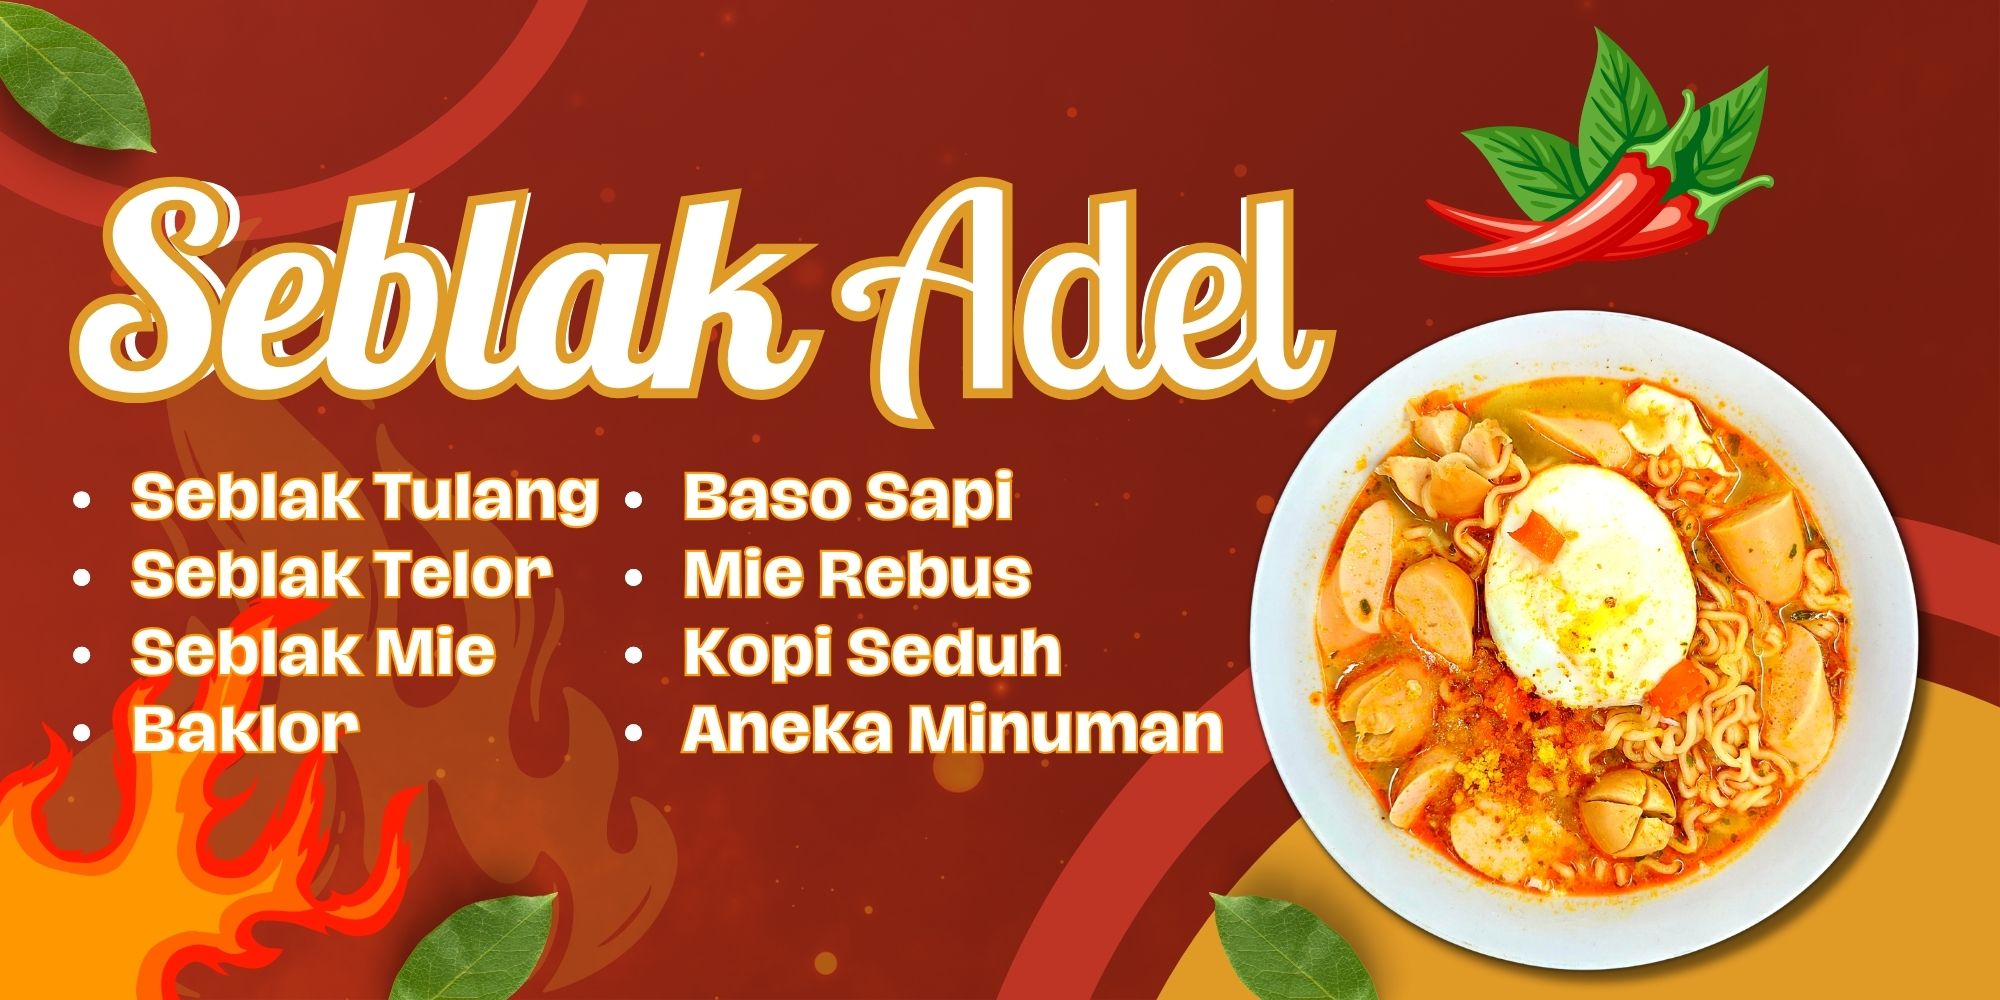 Seblak Adel
Seblak Tulang
Seblak Telor
Seblak Mie
Baklor
Baso Sapi
Mie Rebus
Kopi Seduh
Aneka Minuman